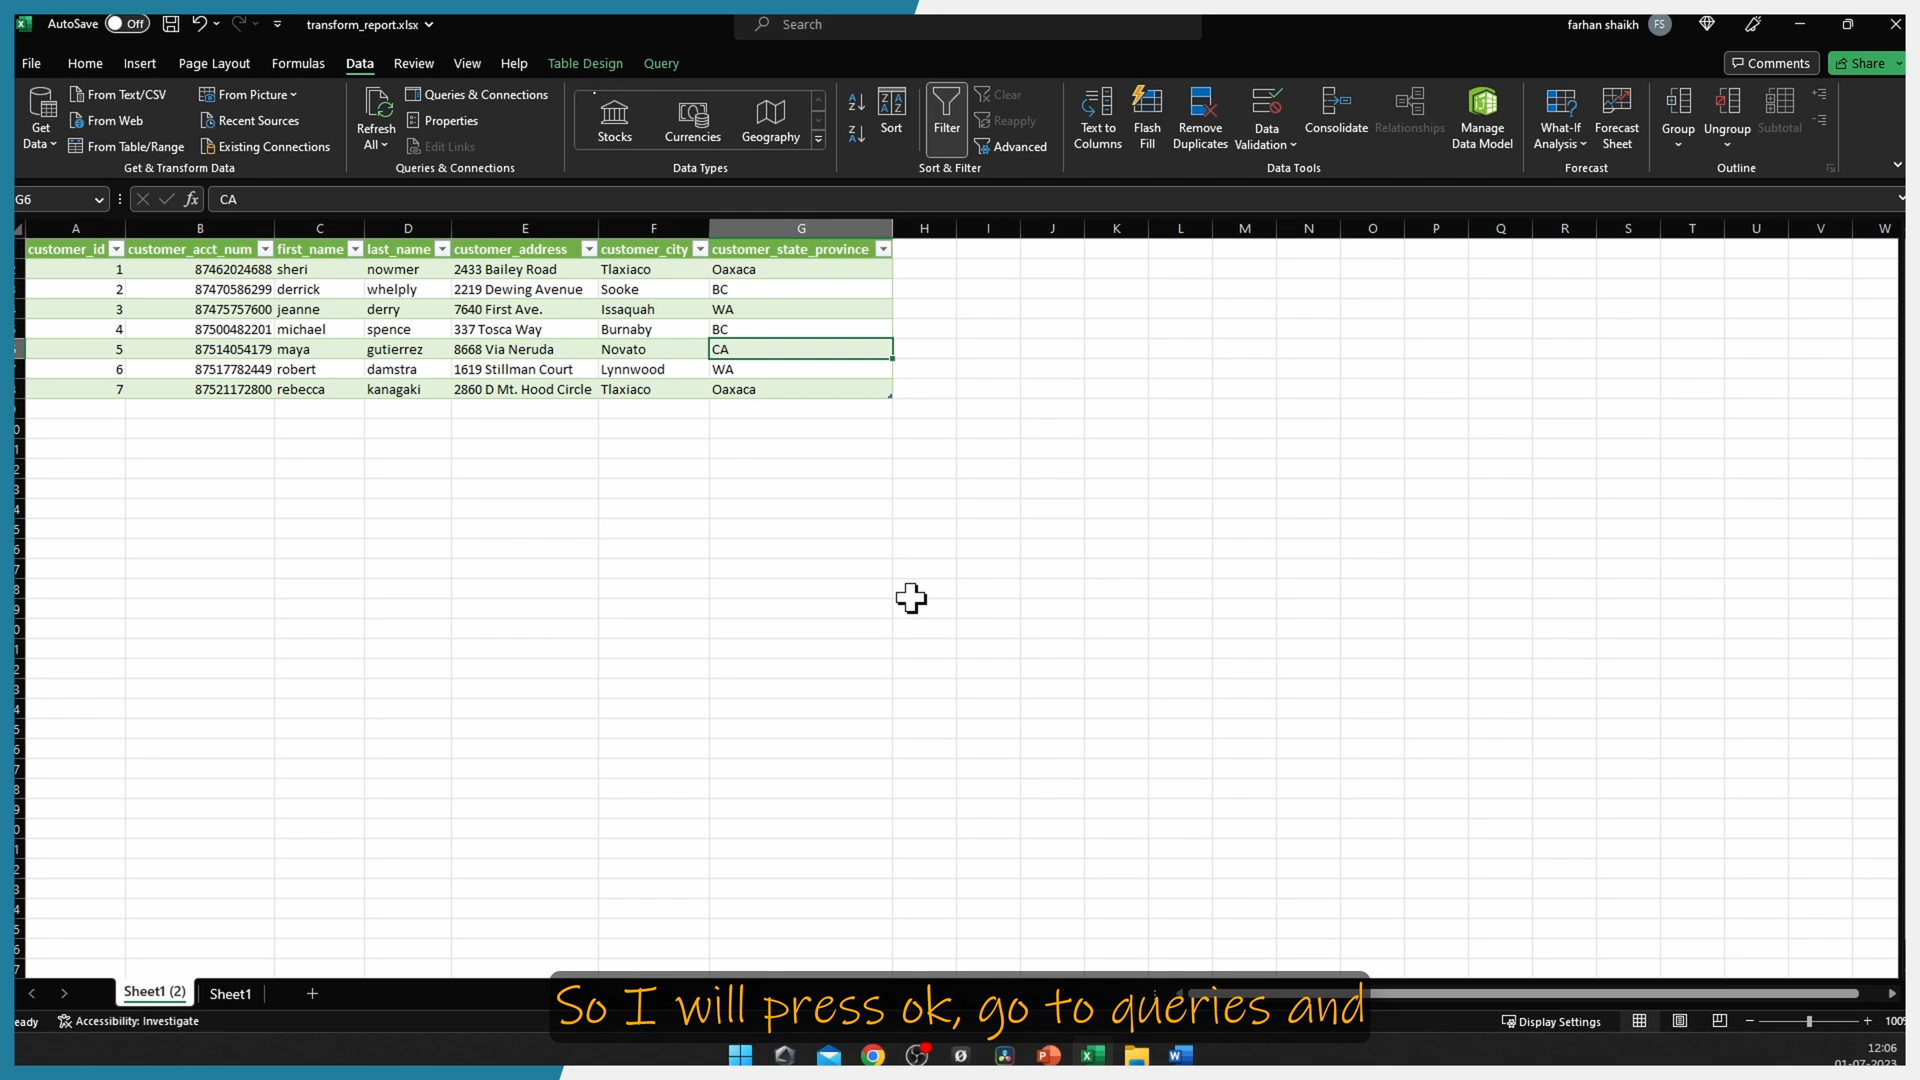 AutoSave Off transform_report.xlsx Search farhan shaikh FS
File Home Insert Page Layout Formulas Data Review View Help Table Design Query Comments Share
Get Data From Text/CSV From Web From Table/Range From Picture Recent Sources Existing Connections
Get & Transform Data
Refresh All Queries & Connections Properties Edit Links
Queries & Connections
Stocks Currencies Geography
Data Types
Sort Filter Clear Reapply Advanced
Sort & Filter
Text to Columns Flash Fill Remove Duplicates Data Validation Consolidate Relationships Manage Data Model
Data Tools
What-If Analysis Forecast Sheet
Forecast
Group Ungroup Subtotal
Outline
G6 fx CA
A B C D E F G H I J K L M N O P Q R S T U V W
customer_id customer_acct_num first_name last_name customer_address customer_city customer_state_province
1 87462024688 sheri nowmer 2433 Bailey Road Tlaxiaco Oaxaca
2 87470586299 derrick whelply 2219 Dewing Avenue Sooke BC
3 87475757600 jeanne derry 7640 First Ave. Issaquah WA
4 87500482201 michael spence 337 Tosca Way Burnaby BC
5 87514054179 maya gutierrez 8668 Via Neruda Novato CA
6 87517782449 robert damstra 1619 Stillman Court Lynnwood WA
7 87521172800 rebecca kanagaki 2860 D Mt. Hood Circle Tlaxiaco Oaxaca
Sheet1 (2) Sheet1
So I will press ok, go to queries and
eady Accessibility: Investigate Display Settings 100%
12:06
01-07-2023